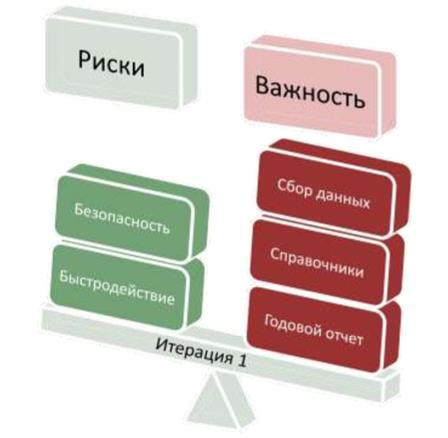 Риски
Важность
Безопасность
Быстродействие
Сбор данных
Справочники
Годовой отчет
Итерация 1